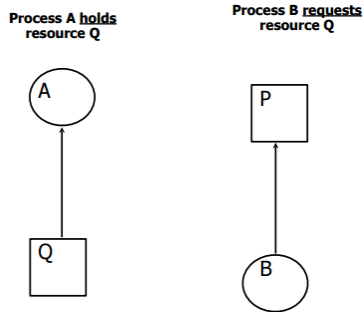 Process A holds
resource Q
Process B requests
resource Q
A
P
Q
B